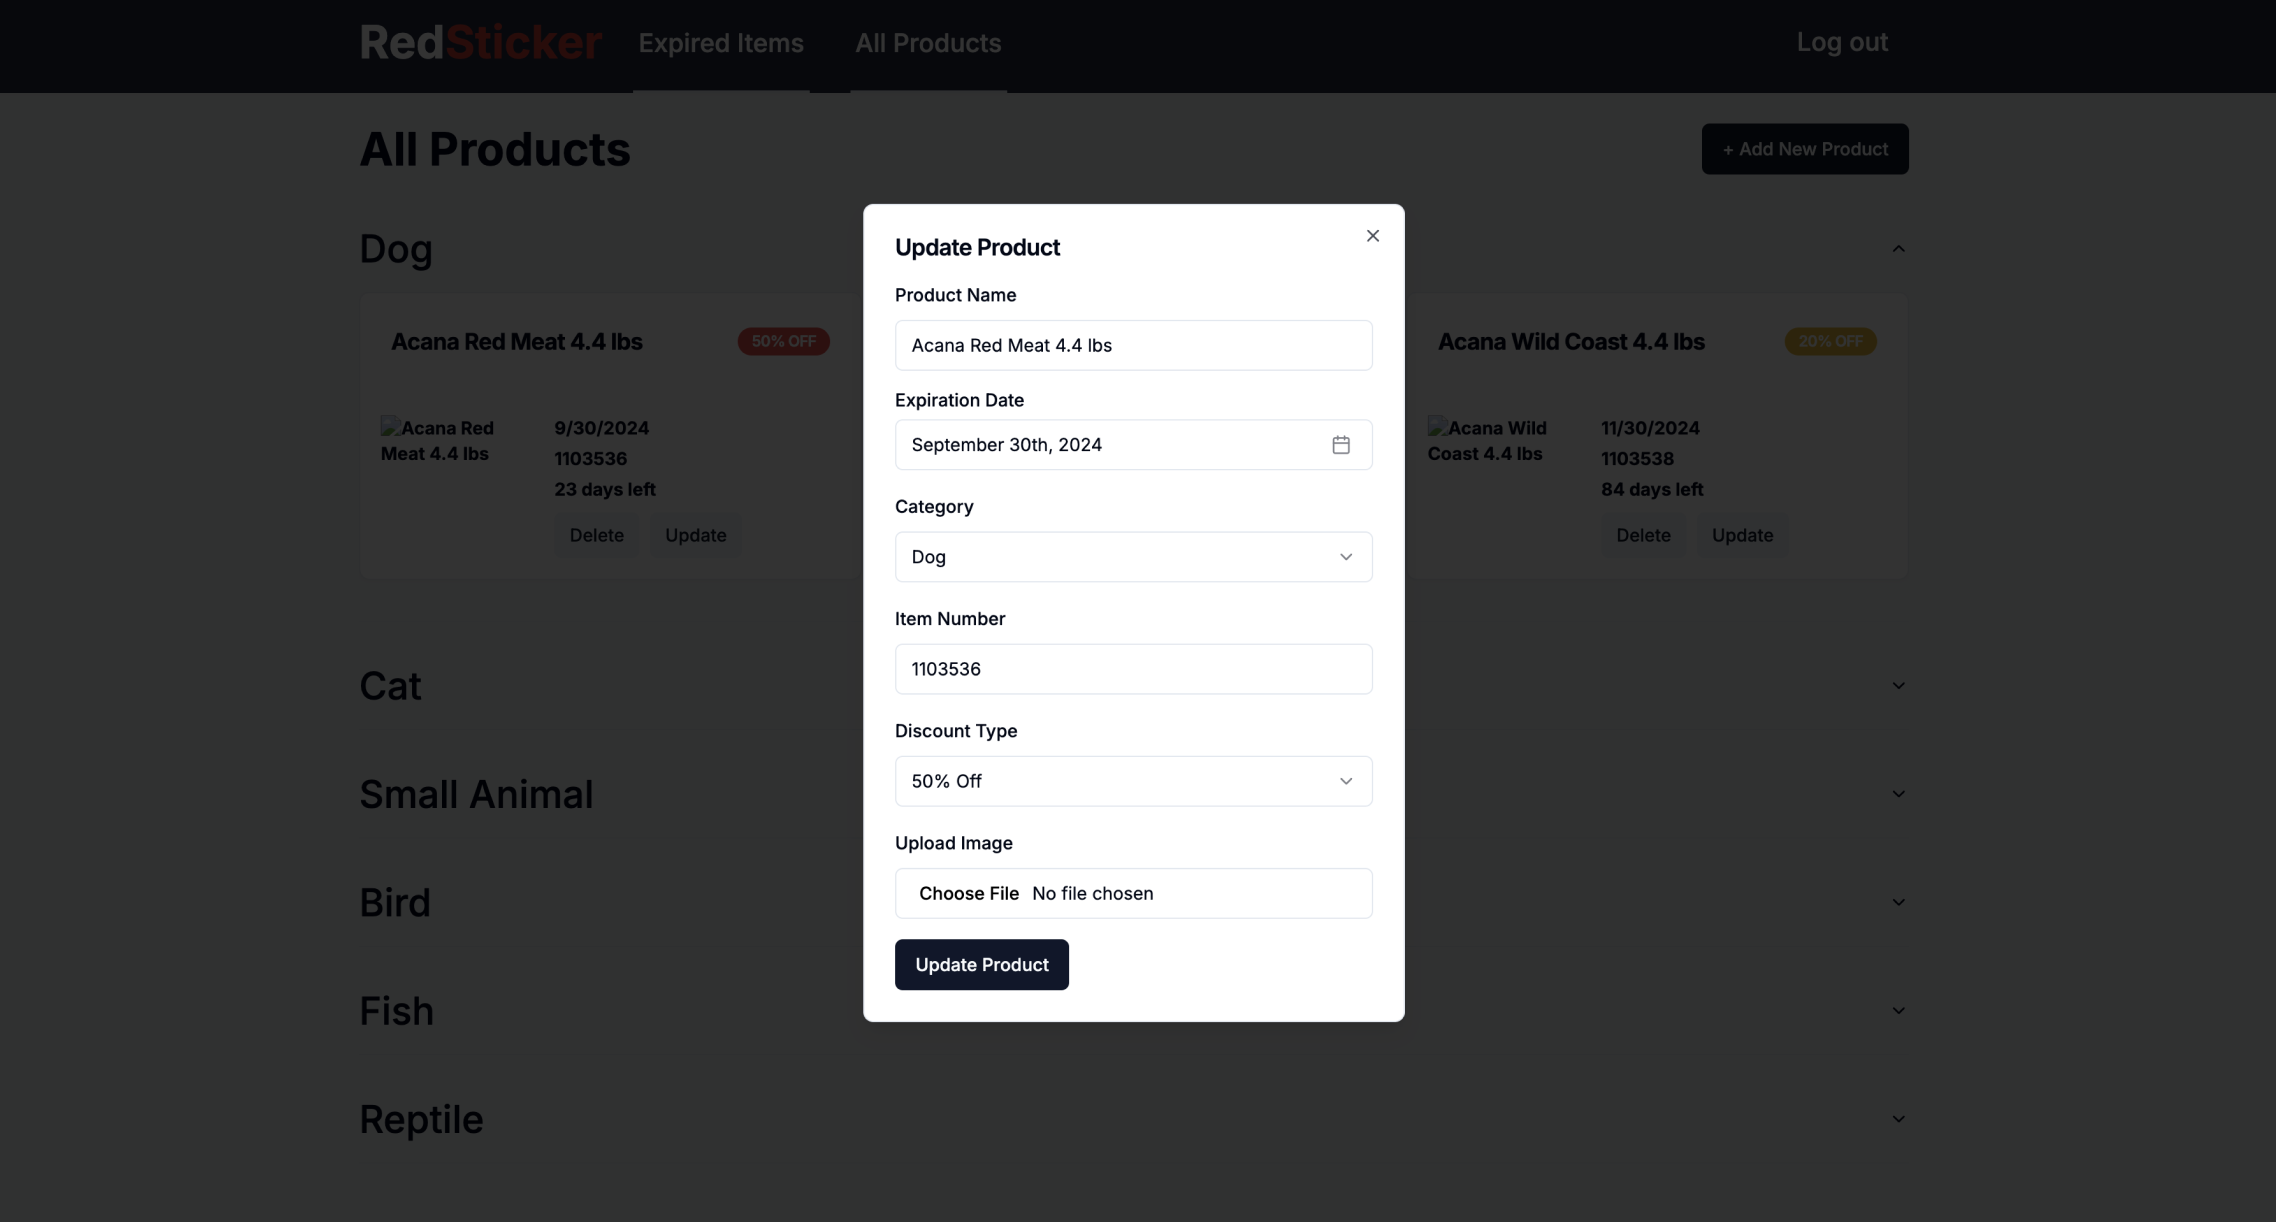 RedSticker Expired Items All Products Log out
All Products + Add New Product
Dog
Acana Red Meat 4.4 lbs 50% OFF
Acana Red
Meat 4.4 lbs
9/30/2024
1103536
23 days left
Delete Update
Update Product
Product Name
Acana Red Meat 4.4 lbs
Expiration Date
September 30th, 2024
Category
Dog
Item Number
1103536
Discount Type
50% Off
Upload Image
Choose File No file chosen
Update Product
Acana Wild Coast 4.4 lbs 20% OFF
Acana Wild
Coast 4.4 lbs
11/30/2024
1103538
84 days left
Delete Update
Cat
Small Animal
Bird
Fish
Reptile